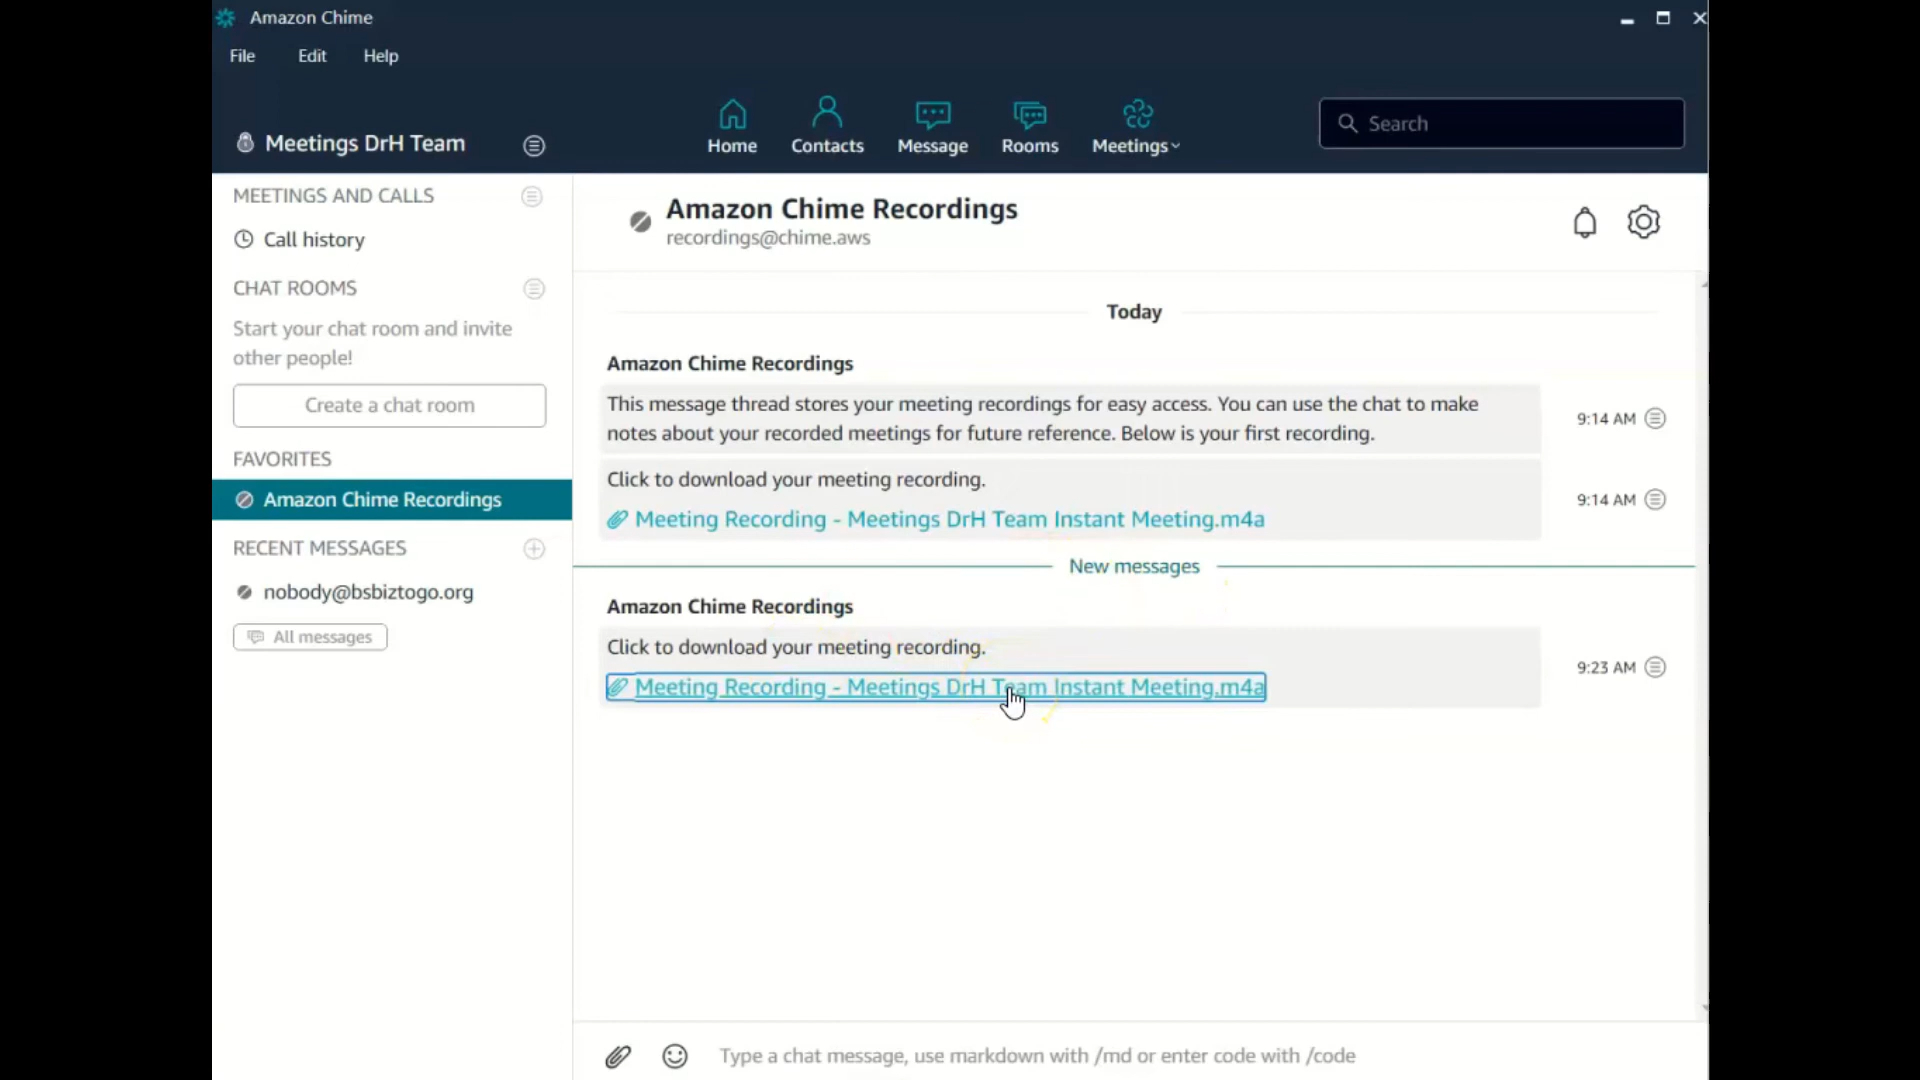 Amazon Chime
File Edit Help
Meetings DrH Team
Home Contacts Message Rooms Meetings
Search
MEETINGS AND CALLS
Call history
CHAT ROOMS
Start your chat room and invite
other people!
Create a chat room
FAVORITES
Amazon Chime Recordings
RECENT MESSAGES
nobody@bsbiztogo.org
All messages
Amazon Chime Recordings
recordings@chime.aws
Today
Amazon Chime Recordings
This message thread stores your meeting recordings for easy access. You can use the chat to make
notes about your recorded meetings for future reference. Below is your first recording.
9:14 AM
Click to download your meeting recording.
Meeting Recording - Meetings DrH Team Instant Meeting.m4a
9:14 AM
New messages
Amazon Chime Recordings
Click to download your meeting recording.
Meeting Recording - Meetings DrH Team Instant Meeting.m4a
9:23 AM
Type a chat message, use markdown with /md or enter code with /code